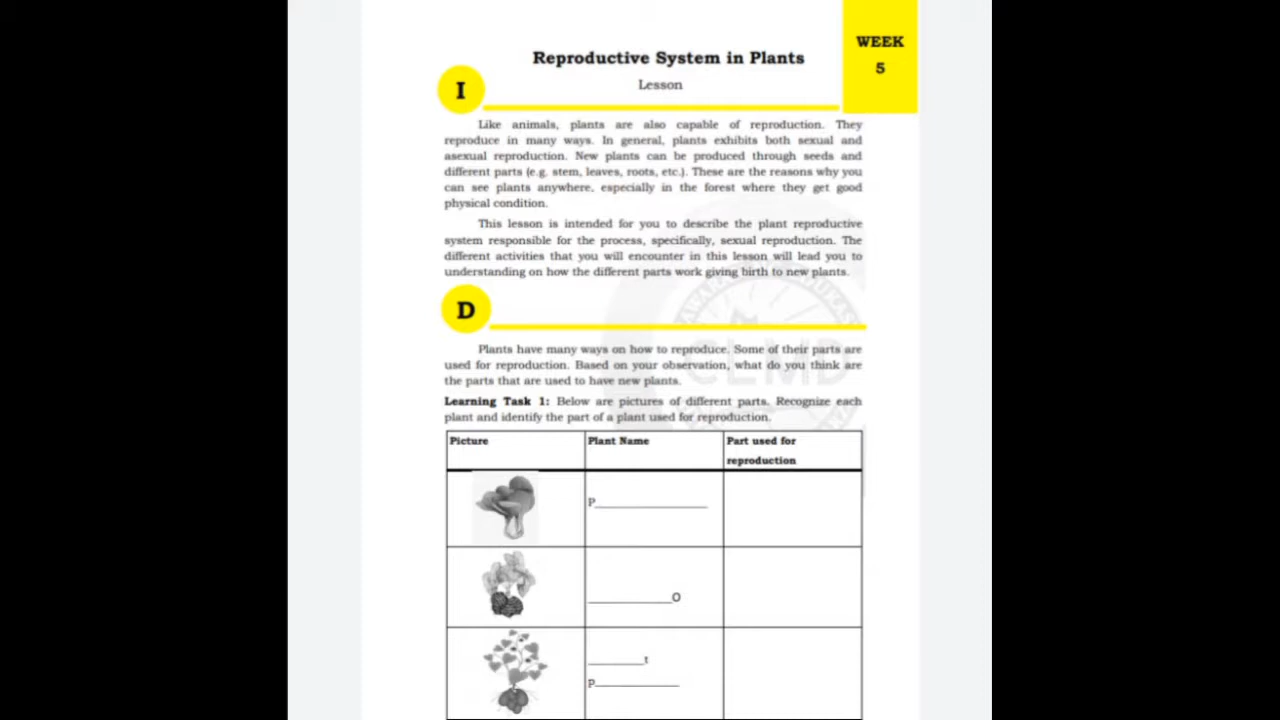 WEEK
5
Reproductive System in Plants
Lesson
I
Like animals, plants are also capable of reproduction. They
reproduce in many ways. In general, plants exhibits both sexual and
asexual reproduction. New plants can be produced through seeds and
different parts (e.g. stem, leaves, roots, etc.). These are the reasons why you
can see plants anywhere, especially in the forest where they get good
physical condition.
This lesson is intended for you to describe the plant reproductive
system responsible for the process, specifically, sexual reproduction. The
different activities that you will encounter in this lesson will lead you to
understanding on how the different parts work giving birth to new plants.
D
Plants have many ways on how to reproduce. Some of their parts are
used for reproduction. Based on your observation, what do you think are
the parts that are used to have new plants.
Learning Task 1: Below are pictures of different parts. Recognize each
plant and identify the part of a plant used for reproduction.
Picture
Plant Name
Part used for
reproduction
P________________
____________O
________t
P_____________
CLMD